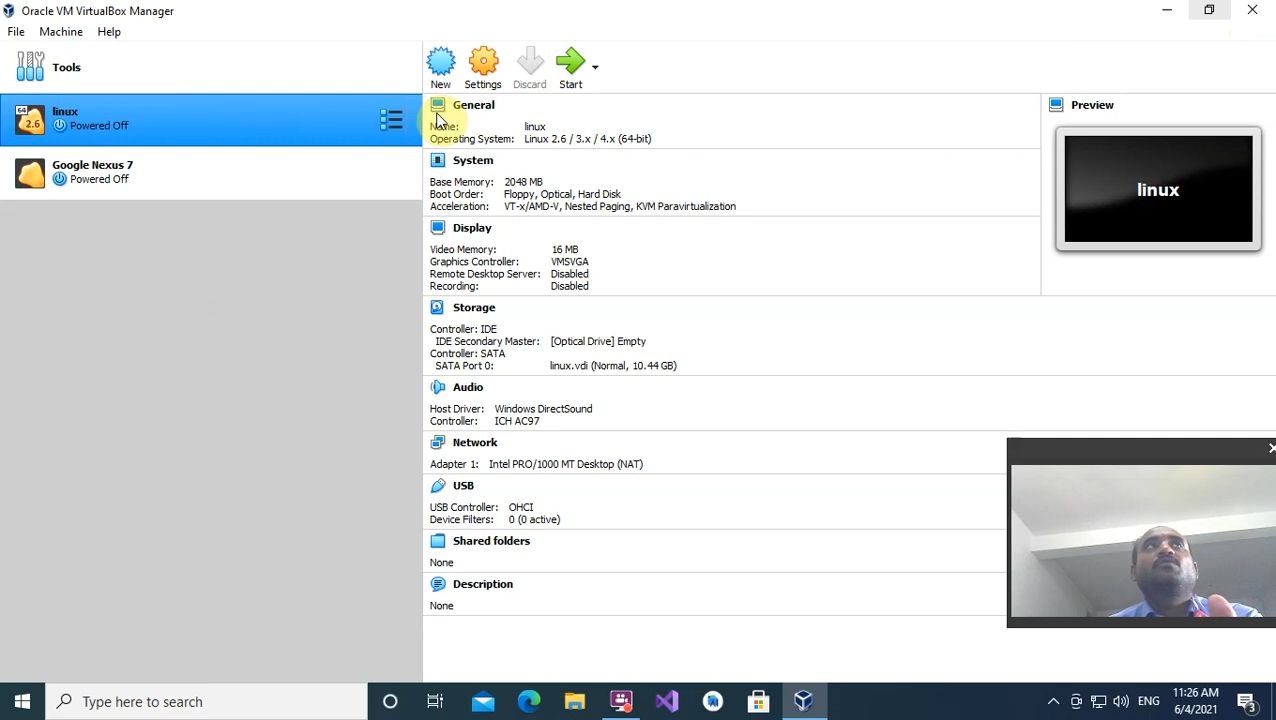 Oracle VM VirtualBox Manager
File Machine Help
Tools
New Settings Discard Start
64
2.6
linux
Powered Off
Google Nexus 7
Powered Off
General
linux
Operating System: Linux 2.6 / 3.x / 4.x (64-bit)
System
Base Memory: 2048 MB
Boot Order: Floppy, Optical, Hard Disk
Acceleration: VT-x/AMD-V, Nested Paging, KVM Paravirtualization
Display
Video Memory: 16 MB
Graphics Controller: VMSVGA
Remote Desktop Server: Disabled
Recording: Disabled
Storage
Controller: IDE
IDE Secondary Master: [Optical Drive] Empty
Controller: SATA
SATA Port 0: linux.vdi (Normal, 10.44 GB)
Audio
Host Driver: Windows DirectSound
Controller: ICH AC97
Network
Adapter 1: Intel PRO/1000 MT Desktop (NAT)
USB
USB Controller: OHCI
Device Filters: 0 (0 active)
Shared folders
None
Description
None
Preview
linux
Type here to search
ENG
11:26 AM
6/4/2021
3